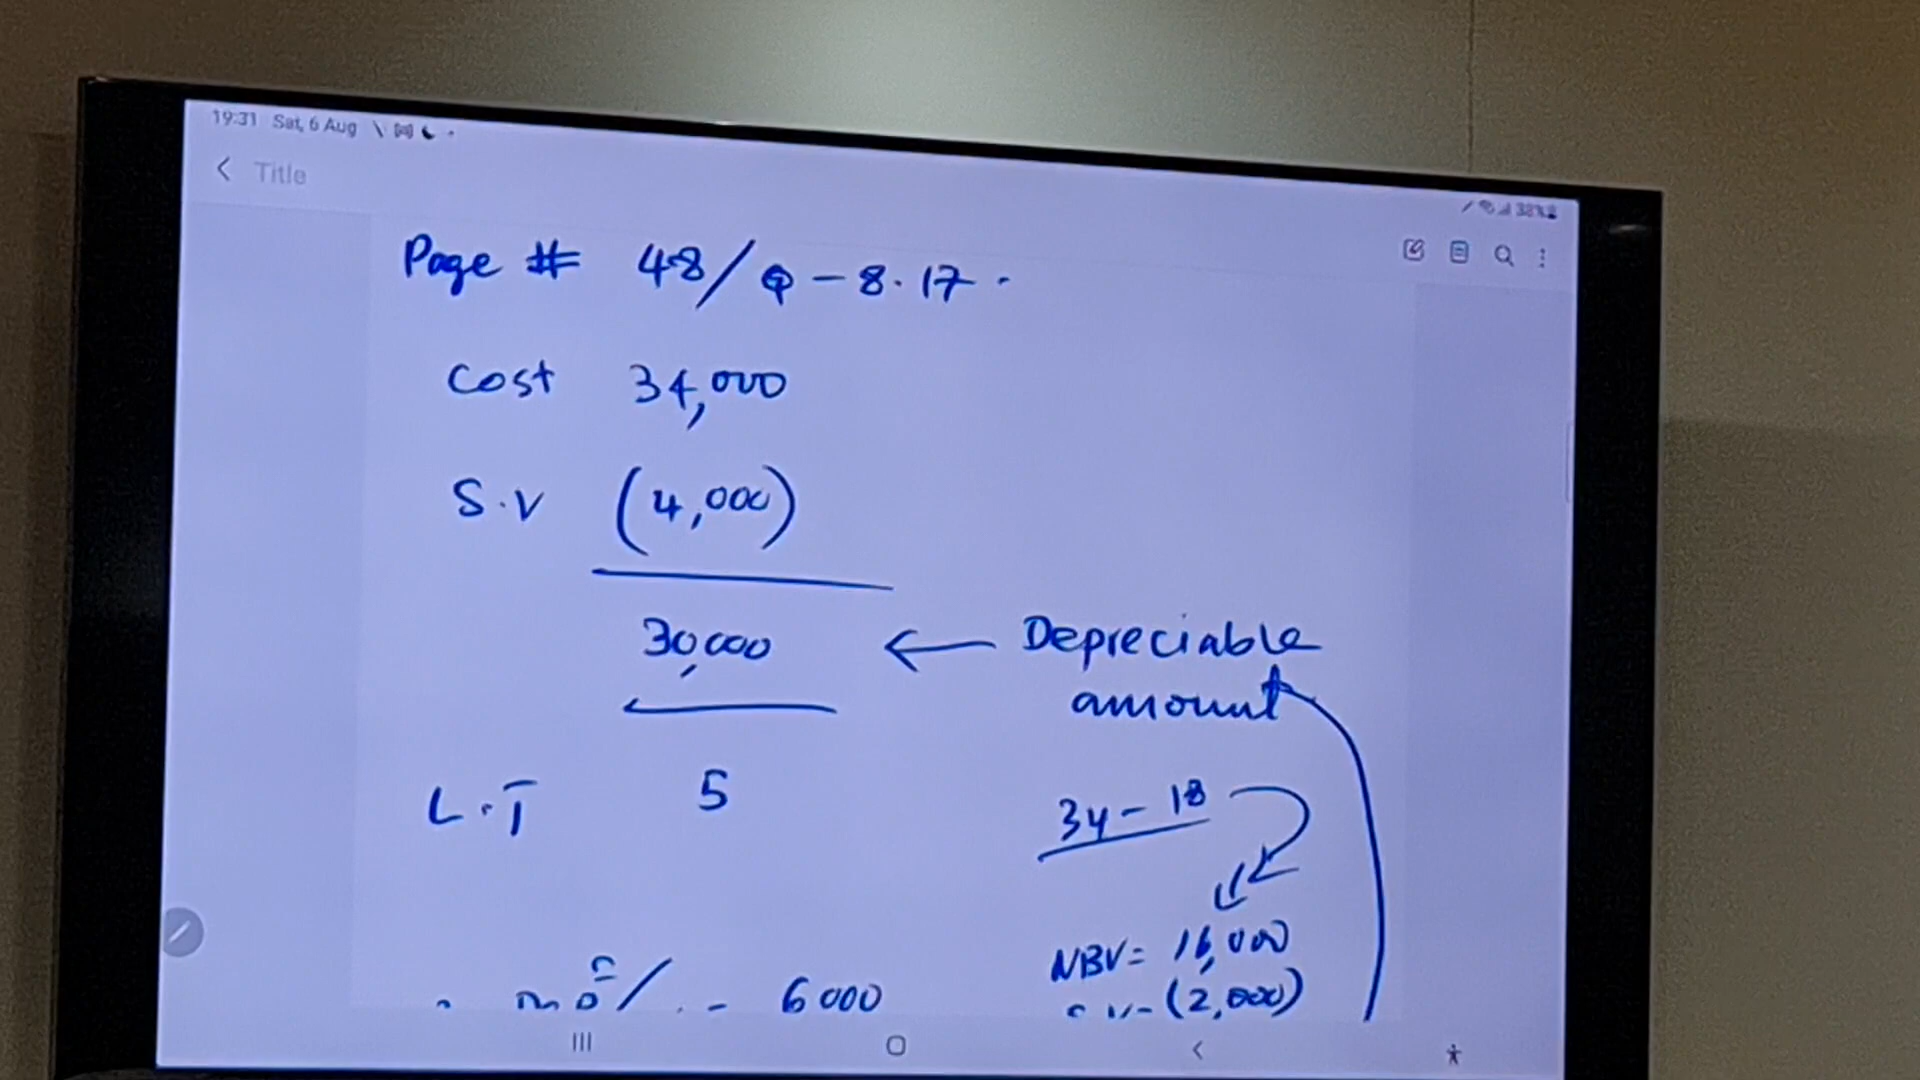 19:31 Sat, 6 Aug
38%
Title
Page # 48/Q-8.17.
Cost 34,000
S.V (4,000)
30,000 ← Depreciable
amount
L.T 5
34-18
NBV= 16,000
6000
(2,000)